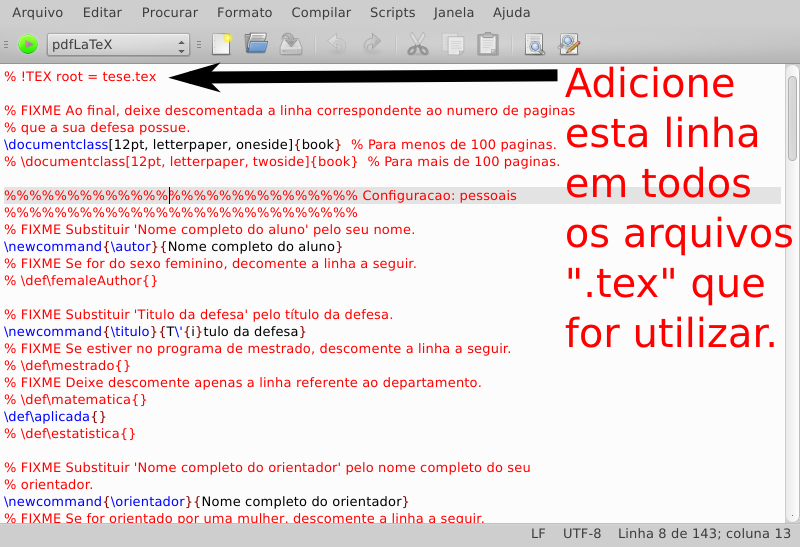 Arquivo Editar Procurar Formato Compilar Scripts Janela Ajuda
pdfLaTeX
% !TEX root = tese.tex
% FIXME Ao final, deixe descomentada a linha correspondente ao numero de paginas
% que a sua defesa possue.
\documentclass[12pt, letterpaper, oneside]{book}  % Para menos de 100 paginas.
% \documentclass[12pt, letterpaper, twoside]{book}  % Para mais de 100 paginas.
%%%%%%%%%%%%%%%%%%%%%%%%%%%% Configuracao: pessoais
%%%%%%%%%%%%%%%%%%%%%%%%%%%%
% FIXME Substituir 'Nome completo do aluno' pelo seu nome.
\newcommand{\autor}{Nome completo do aluno}
% FIXME Se for do sexo feminino, decomente a linha a seguir.
% \def\femaleAuthor{}
% FIXME Substituir 'Titulo da defesa' pelo título da defesa.
\newcommand{\titulo}{T\'{i}tulo da defesa}
% FIXME Se estiver no programa de mestrado, descomente a linha a seguir.
% \def\mestrado{}
% FIXME Deixe descomente apenas a linha referente ao departamento.
% \def\matematica{}
\def\aplicada{}
% \def\estatistica{}
% FIXME Substituir 'Nome completo do orientador' pelo nome completo do seu
% orientador.
\newcommand{\orientador}{Nome completo do orientador}
% FIXME Se for orientado por uma mulher, descomente a linha a seguir.
Adicione
esta linha
em todos
os arquivos
".tex" que
for utilizar.
LF UTF-8 Linha 8 de 143; coluna 13